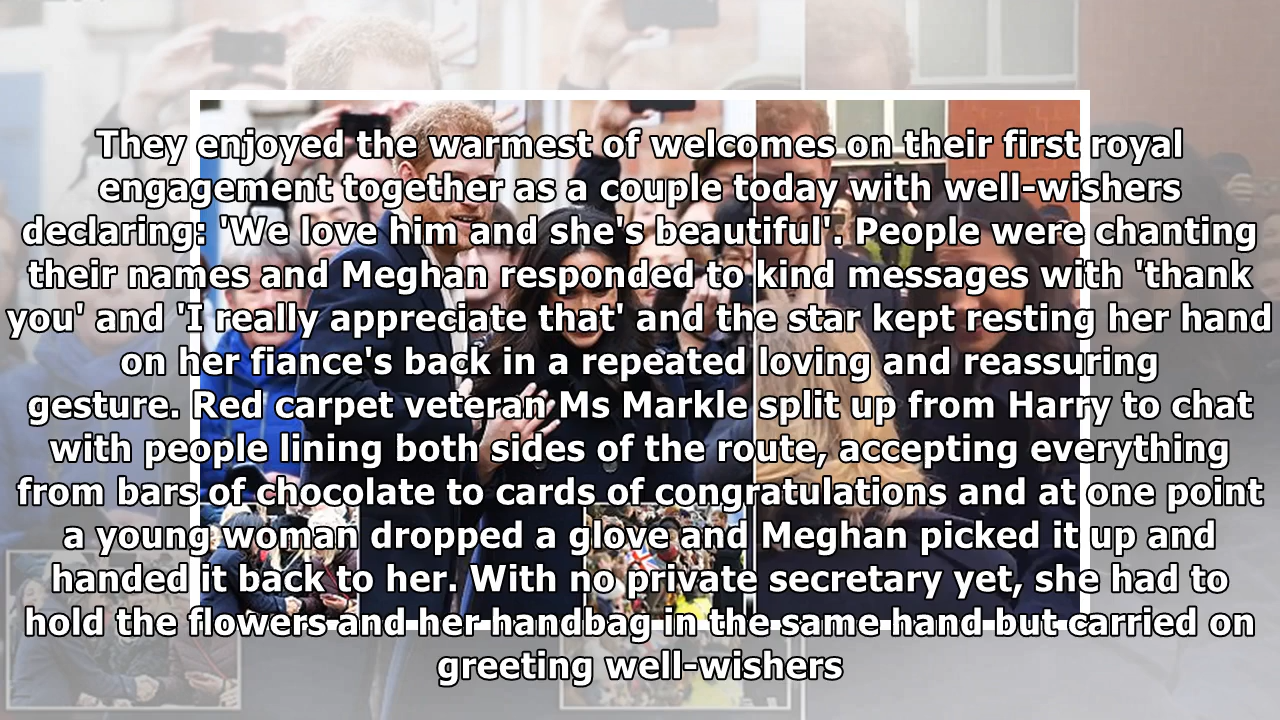 They enjoyed the warmest of welcomes on their first royal
engagement together as a couple today with well-wishers
declaring: 'We love him and she's beautiful'. People were chanting
their names and Meghan responded to kind messages with 'thank
you' and 'I really appreciate that' and the star kept resting her hand
on her fiance's back in a repeated loving and reassuring
gesture. Red carpet veteran Ms Markle split up from Harry to chat
with people lining both sides of the route, accepting everything
from bars of chocolate to cards of congratulations and at one point
a young woman dropped a glove and Meghan picked it up and
handed it back to her. With no private secretary yet, she had to
hold the flowers and her handbag in the same hand but carried on
greeting well-wishers